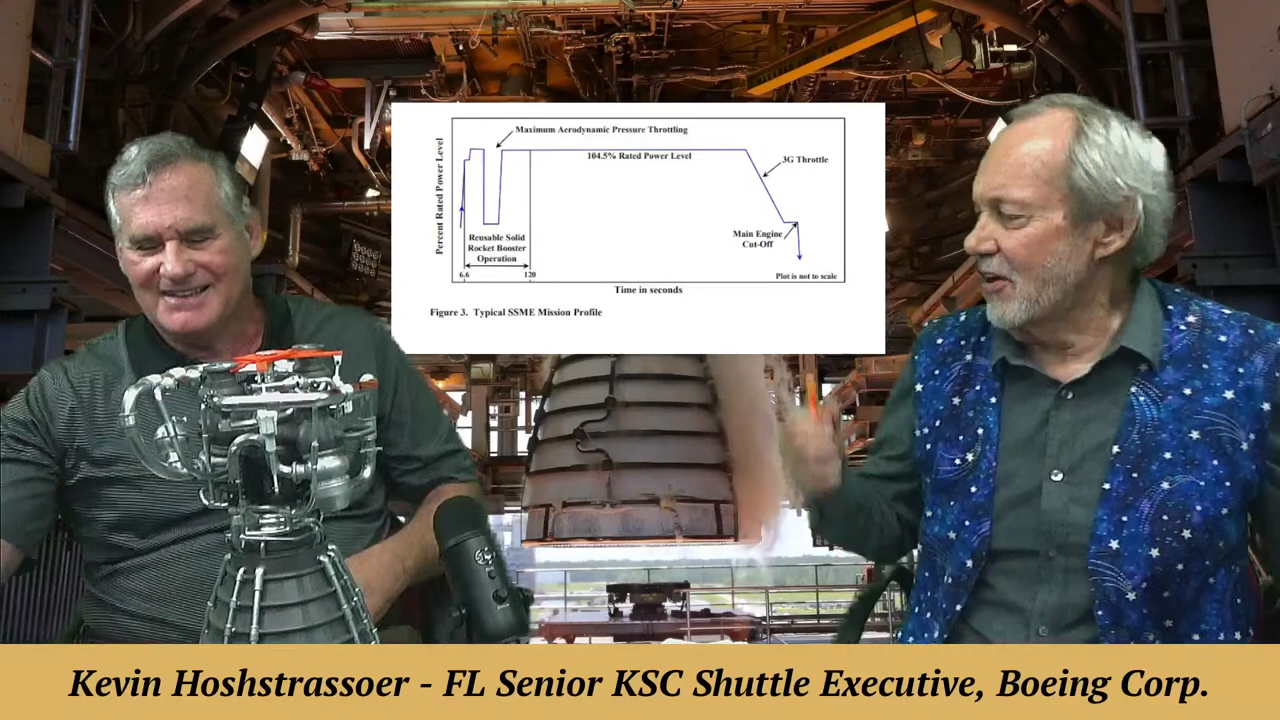 Maximum Aerodynamic Pressure Throttling
104.5% Rated Power Level
3G Throttle
Percent Rated Power Level
Reusable Solid
Rocket Booster
Operation
Main Engine
Cut-Off
6.6
120
Plot is not to scale
Time in seconds
Figure 3. Typical SSME Mission Profile
Kevin Hoshstrassoer - FL Senior KSC Shuttle Executive, Boeing Corp.